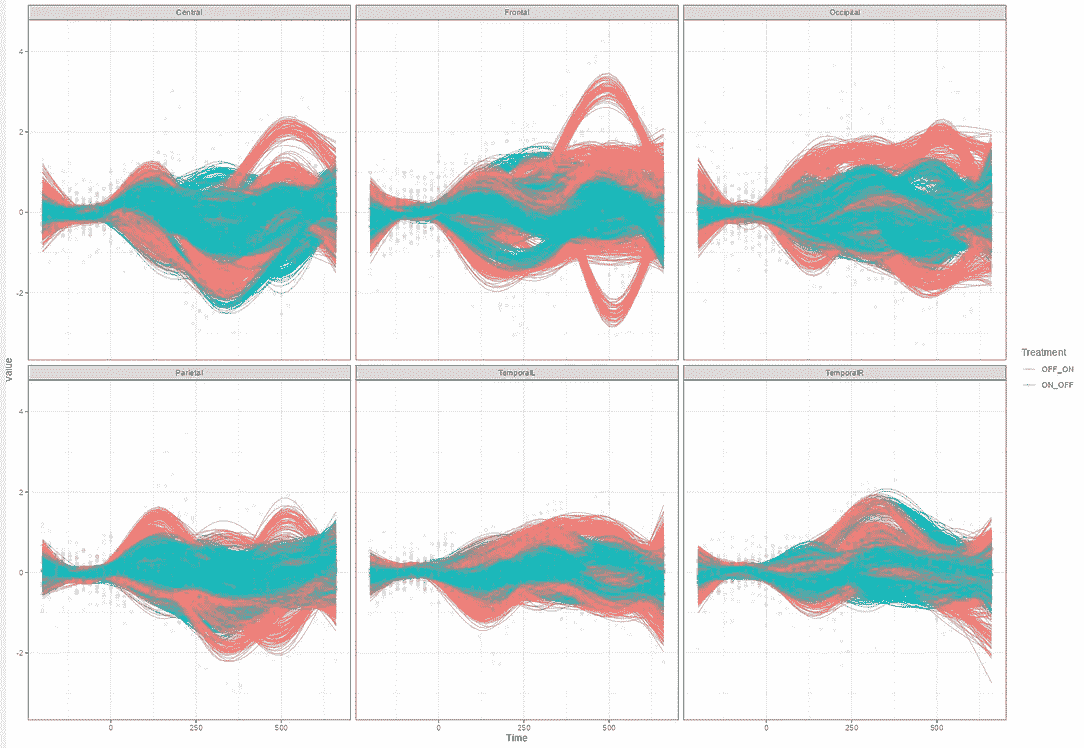 Central
Frontal
Occipital
4
2
0
-2
Value
Treatment
OFF_ON
ON_OFF
Parietal
TemporalL
TemporalR
4
2
0
-2
0
250
500
0
250
500
0
250
500
Time